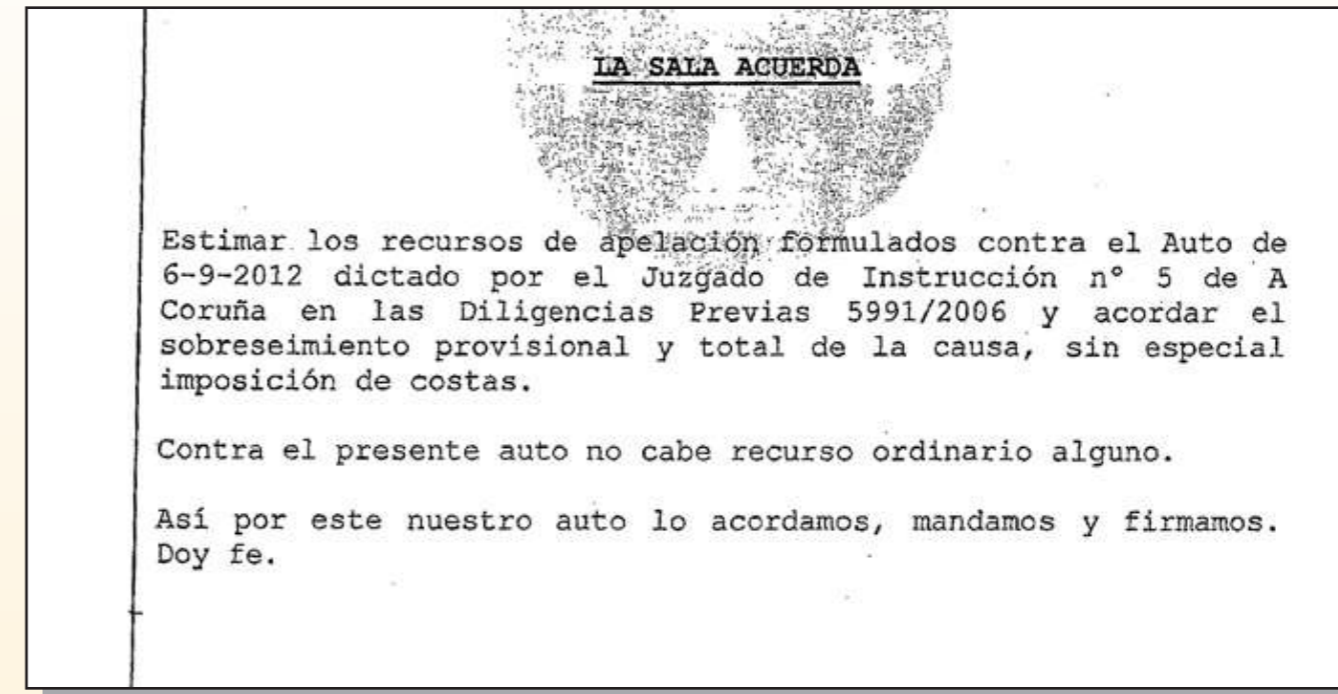 LA SALA ACUERDA
Estimar los recursos de apelación formulados contra el Auto de
6-9-2012 dictado por el Juzgado de Instrucción nº 5 de A
Coruña en las Diligencias Previas 5991/2006 y acordar el
sobreseimiento provisional y total de la causa, sin especial
imposición de costas.
Contra el presente auto no cabe recurso ordinario alguno.
Así por este nuestro auto lo acordamos, mandamos y firmamos.
Doy fe.